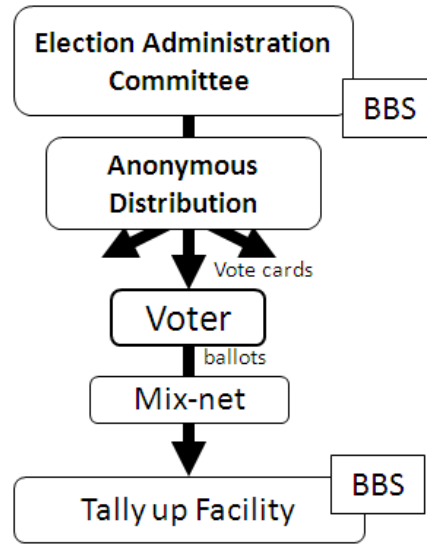 Election Administration
Committee
BBS
Anonymous
Distribution
Vote cards
Voter
ballots
Mix-net
BBS
Tally up Facility